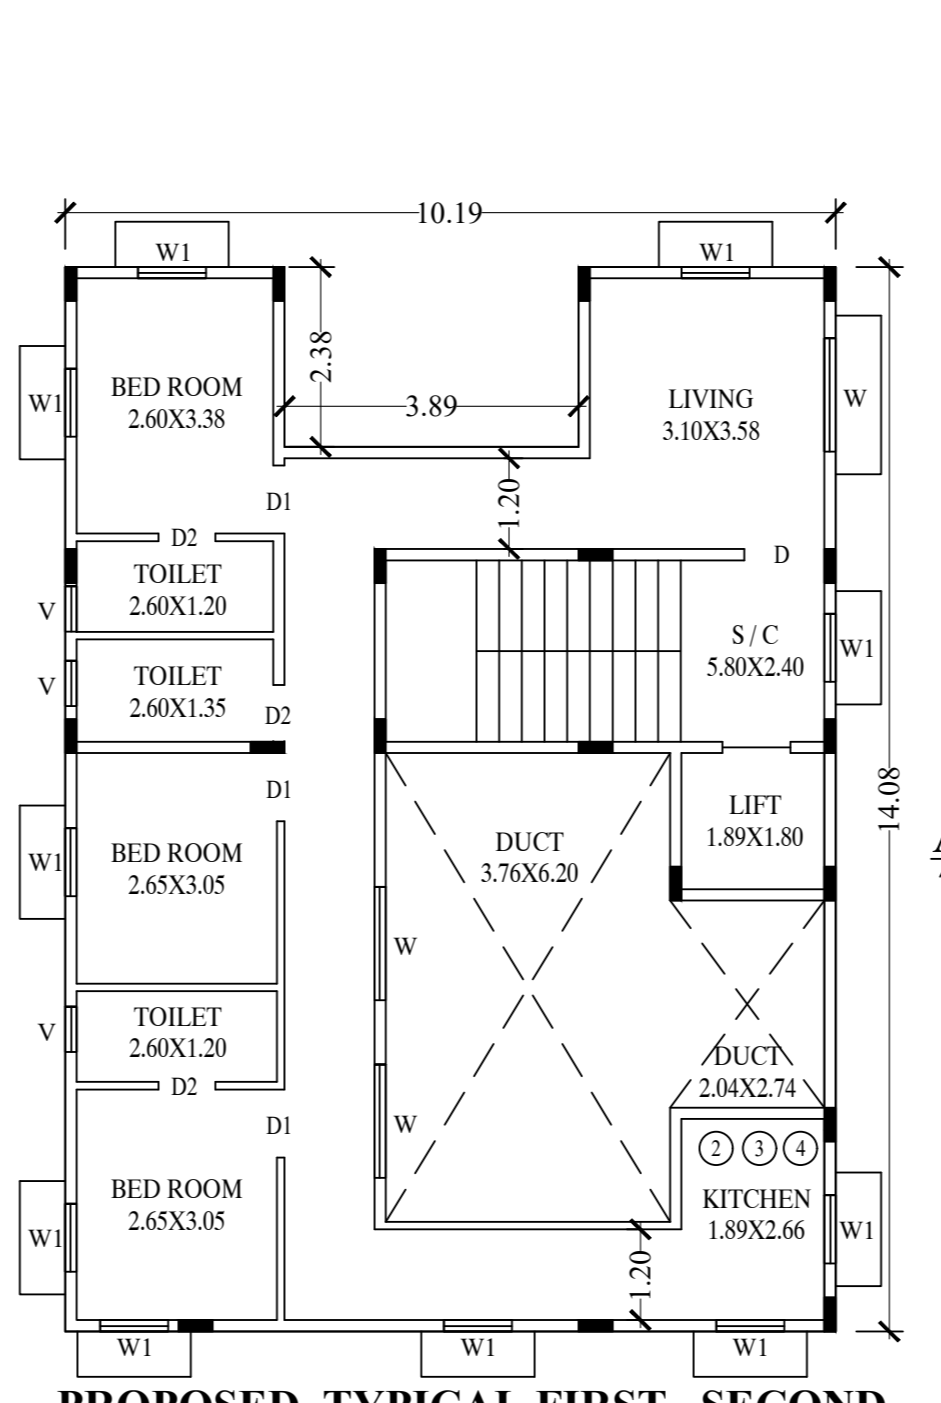 10.19
W1
W1
2.38
BED ROOM
2.60X3.38
W1
3.89
LIVING
3.10X3.58
W
D1
1.20
D2
D
TOILET
2.60X1.20
V
S / C
5.80X2.40
W1
TOILET
2.60X1.35
V
D2
D1
14.08
LIFT
1.89X1.80
BED ROOM
2.65X3.05
W1
DUCT
3.76X6.20
W
TOILET
2.60X1.20
V
D2
DUCT
2.04X2.74
D1
W
2 3 4
BED ROOM
2.65X3.05
W1
KITCHEN
1.89X2.66
W1
1.20
W1
W1
W1
PROPOSED TYPICAL FIRST SECOND